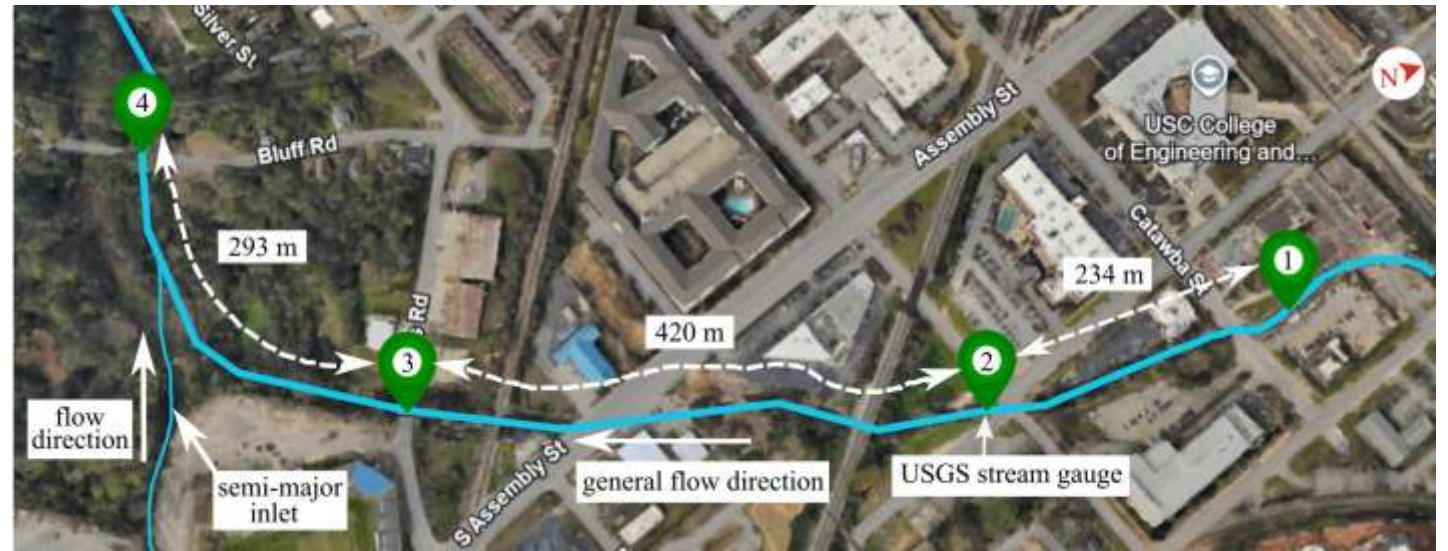 Silver St
4
Bluff Rd
293 m
Rd
3
420 m
Assembly St
N
USC College
of Engineering and...
Catawba St
1
234 m
2
flow
direction
semi-major
inlet
S Assembly St
general flow direction
USGS stream gauge